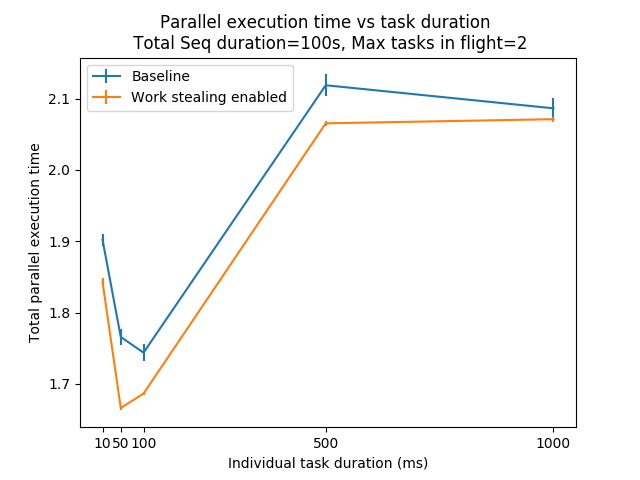 Parallel execution time vs task duration
Total Seq duration=100s, Max tasks in flight=2
Baseline
Work stealing enabled
Total parallel execution time
2.1
2.0
1.9
1.8
1.7
10 50 100 500 1000
Individual task duration (ms)